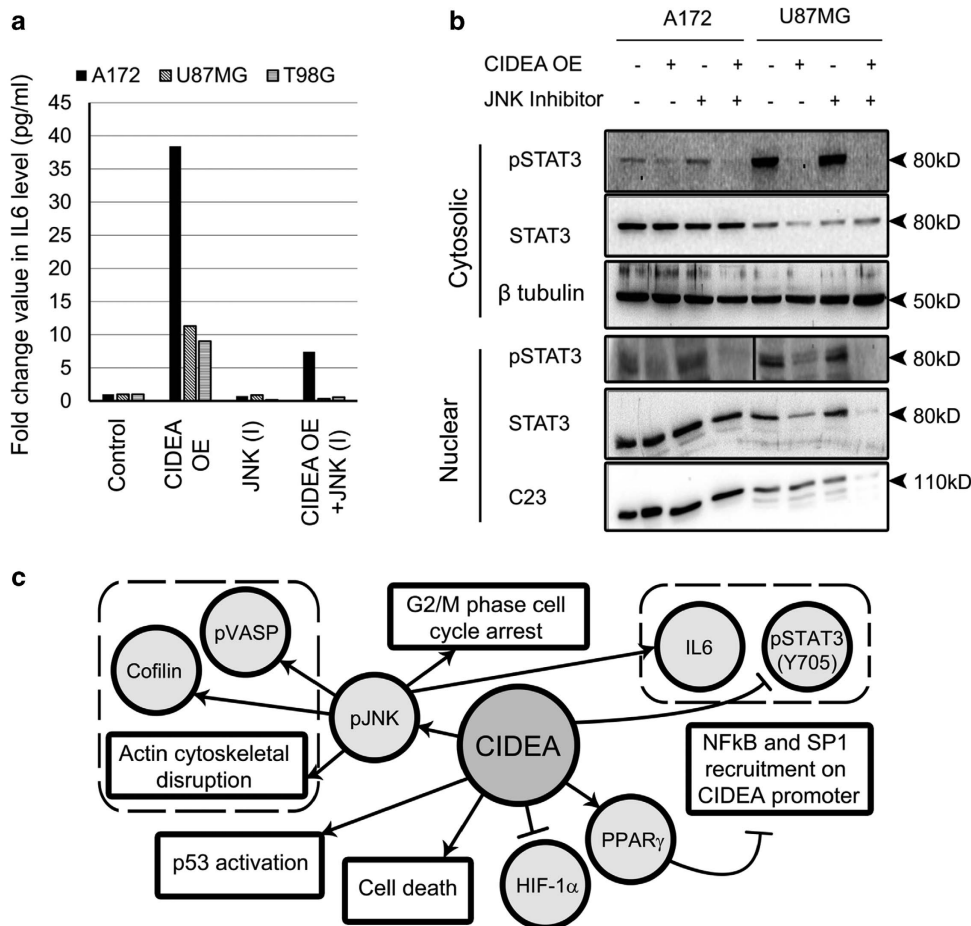 a
■ A172 ▧ U87MG ▤ T98G
Fold change value in IL6 level (pg/ml)
45
40
35
30
25
20
15
10
5
0
Control
CIDEA
OE
JNK (I)
CIDEA OE
+JNK (I)
b
A172 U87MG
CIDEA OE - + - + - + - +
JNK Inhibitor - - + + - - + +
Cytosolic
pSTAT3 80kD
STAT3 80kD
β tubulin 50kD
Nuclear
pSTAT3 80kD
STAT3 80kD
C23 110kD
c
G2/M phase cell
cycle arrest
pVASP
Cofilin
IL6
pSTAT3
(Y705)
pJNK
CIDEA
Actin cytoskeletal
disruption
NFkB and SP1
recruitment on
CIDEA promoter
p53 activation
Cell death
HIF-1α
PPARγ